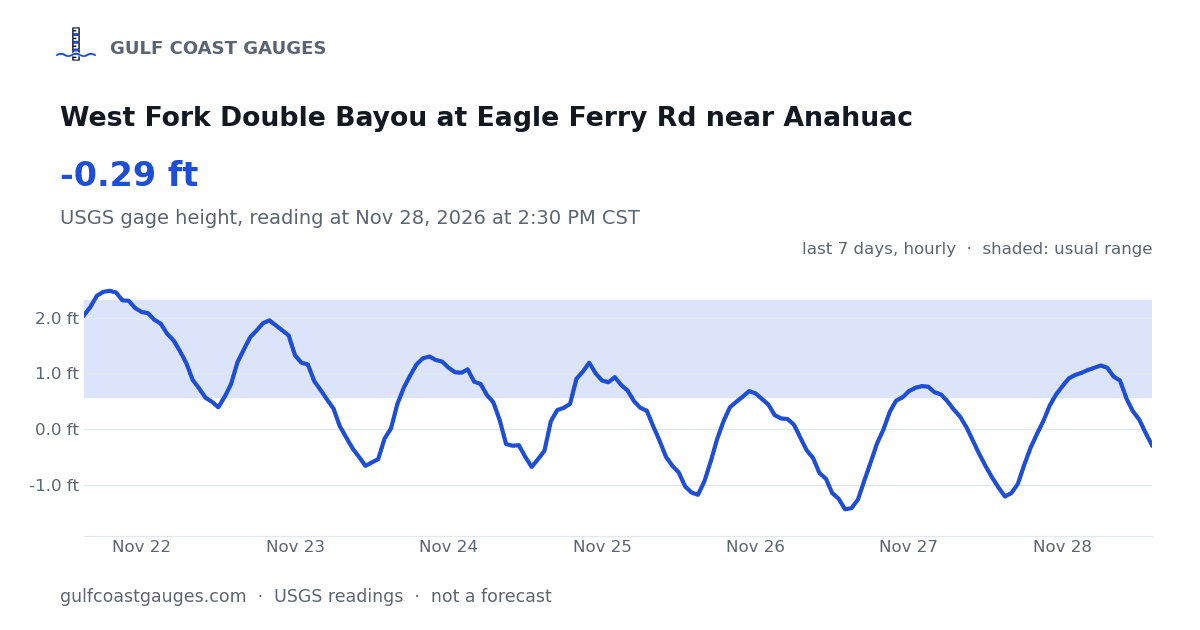 GULF COAST GAUGES
West Fork Double Bayou at Eagle Ferry Rd near Anahuac
-0.29 ft
USGS gage height, reading at Nov 28, 2026 at 2:30 PM CST
last 7 days, hourly · shaded: usual range
2.0 ft
1.0 ft
0.0 ft
-1.0 ft
Nov 22 Nov 23 Nov 24 Nov 25 Nov 26 Nov 27 Nov 28
gulfcoastgauges.com · USGS readings · not a forecast